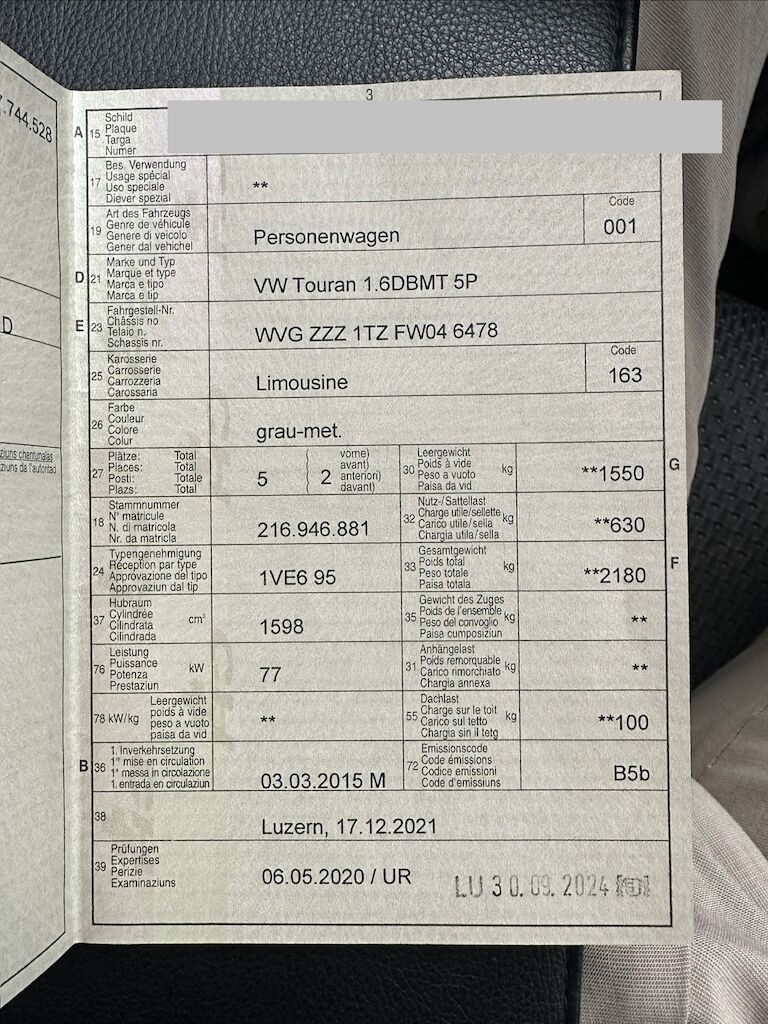 7.744.528
D
ziuns chantunalas
ziuns da l'autoritad
3
A 15 Schild
Plaque
Targa
Numer
17 Bes. Verwendung
Usage spécial
Uso speciale
Diever spezial
**
19 Art des Fahrzeugs
Genre de véhicule
Genere di veicolo
Gener dal vehichel
Personenwagen
Code
001
D 21 Marke und Typ
Marque et type
Marca e tipo
Marca e tip
VW Touran 1.6DBMT 5P
E 23 Fahrgestell-Nr.
Châssis no
Telaio n.
Schassis nr.
WVG ZZZ 1TZ FW04 6478
25 Karosserie
Carrosserie
Carrozzeria
Carossaria
Limousine
Code
163
26 Farbe
Couleur
Colore
Colur
grau-met.
27 Plätze: Total
Places: Total
Posti: Totale
Plazs: Total
5
( vorne)
( avant)
( 2 anteriori)
( davant)
30 Leergewicht
Poids à vide
Peso a vuoto
Paisa da vid
kg
**1550
G
18 Stammnummer
N° matricule
N. di matricola
Nr. da matricla
216.946.881
32 Nutz-/Sattellast
Charge utile/sellette
Carico utile/sella
Chargia utila/sella
kg
**630
24 Typengenehmigung
Réception par type
Approvazione del tipo
Approvaziun dal tip
1VE6 95
33 Gesamtgewicht
Poids total
Peso totale
Paisa totala
kg
**2180
F
37 Hubraum
Cylindrée
Cilindrata
Cilindrada
cm³
1598
35 Gewicht des Zuges
Poids de l'ensemble
Peso del convoglio
Paisa cumposiziun
kg
**
76 Leistung
Puissance
Potenza
Prestaziun
kW
77
31 Anhängelast
Poids remorquable
Carico rimorchiato
Chargia annexa
kg
**
78 kW/kg Leergewicht
poids à vide
peso a vuoto
paisa da vid
**
55 Dachlast
Charge sur le toit
Carico sul tetto
Chargia sin il tetg
kg
**100
B 36 1. Inverkehrsetzung
1re mise en circulation
1a messa in circolazione
1. entrada en circulaziun
03.03.2015 M
72 Emissionscode
Code émissions
Codice emissioni
Code d'emissiuns
B5b
38
Luzern, 17.12.2021
39 Prüfungen
Expertises
Perizie
Examinaziuns
06.05.2020 / UR
LU 30.09.2024